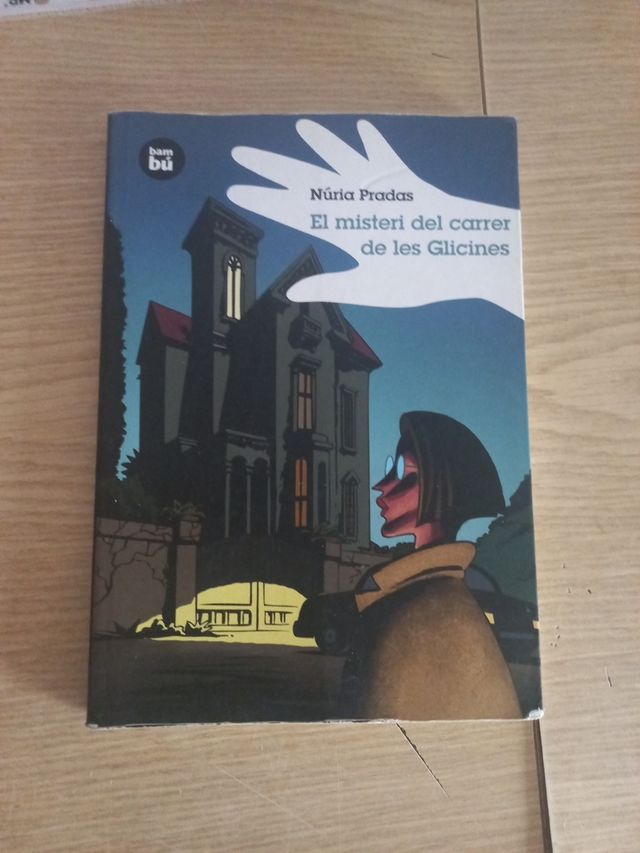 bam
bú
Núria Pradas
El misteri del carrer
de les Glicines